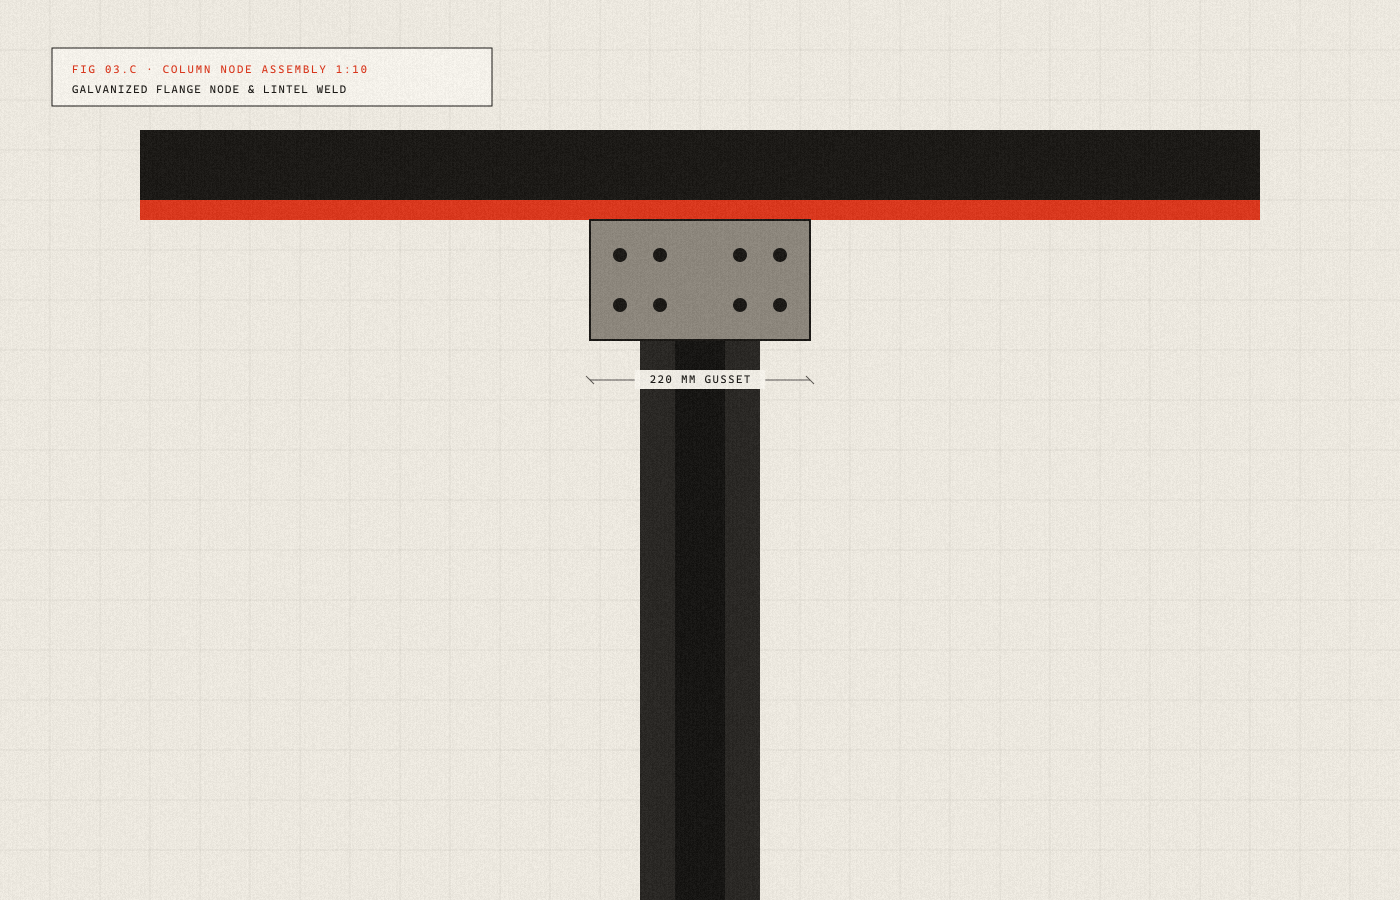 FIG 03.C · COLUMN NODE ASSEMBLY 1:10
GALVANIZED FLANGE NODE & LINTEL WELD
220 MM GUSSET